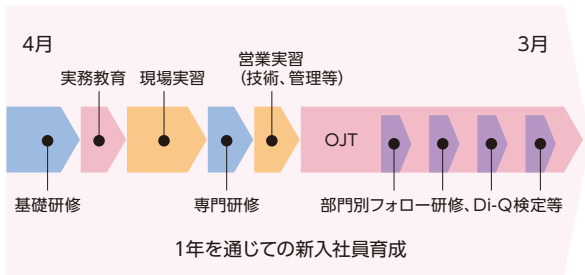 4月
3月
営業実習
(技術、管理等)
実務教育
現場実習
OJT
基礎研修
専門研修
部門別フォロー研修、Di-Q検定等
1年を通じての新入社員育成